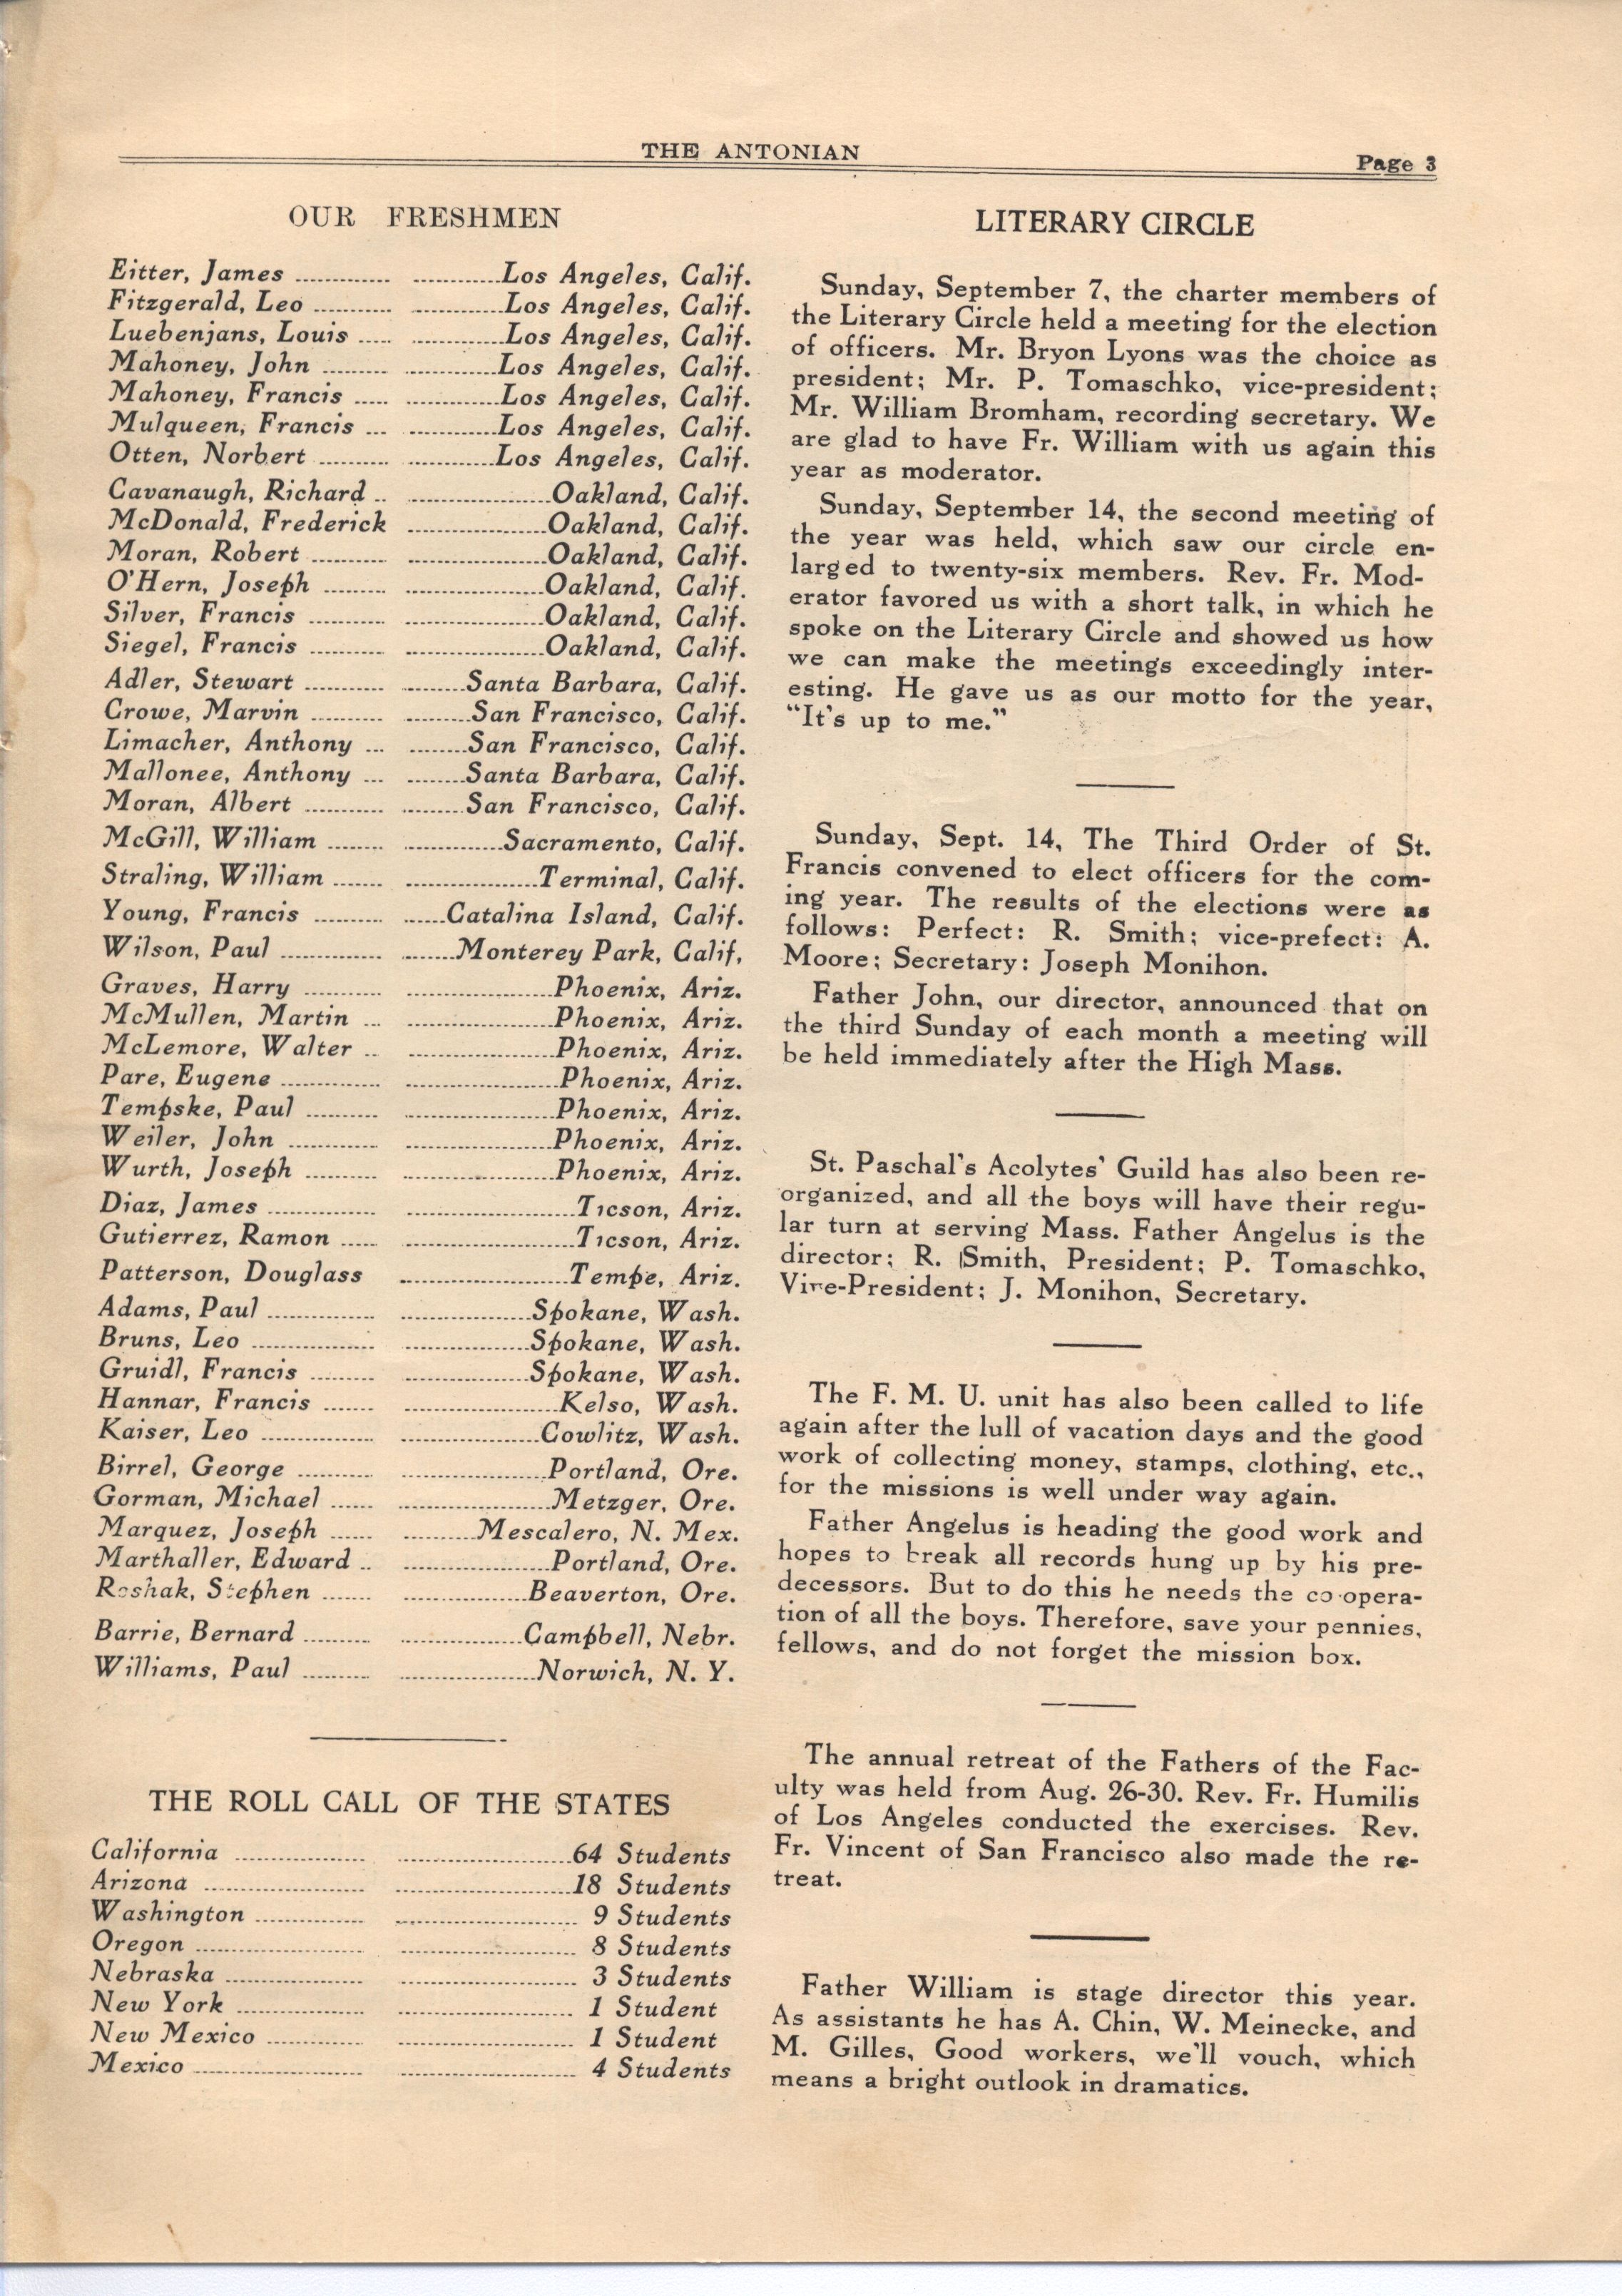 THE ANTONIAN
Page 3
OUR FRESHMEN
Eitter, James ............ ............Los Angeles, Calif.
Fitzgerald, Leo .......... ............Los Angeles, Calif.
Luebenjans, Louis ..... ............Los Angeles, Calif.
Mahoney, John ......... ............Los Angeles, Calif.
Mahoney, Francis ..... ............Los Angeles, Calif.
Mulqueen, Francis ... ............Los Angeles, Calif.
Otten, Norbert .......... ............Los Angeles, Calif.
Cavanaugh, Richard .. ....................Oakland, Calif.
McDonald, Frederick ....................Oakland, Calif.
Moran, Robert .......... ....................Oakland, Calif.
O'Hern, Joseph ......... ....................Oakland, Calif.
Silver, Francis .......... ....................Oakland, Calif.
Siegel, Francis .......... ....................Oakland, Calif.
Adler, Stewart ........... .........Santa Barbara, Calif.
Crowe, Marvin .......... .........San Francisco, Calif.
Limacher, Anthony ... ........San Francisco, Calif.
Mallonee, Anthony ... ........Santa Barbara, Calif.
Moran, Albert ........... .........San Francisco, Calif.
McGill, William ........ ..............Sacramento, Calif.
Straling, William ....... ...................Terminal, Calif.
Young, Francis .......... ......Catalina Island, Calif.
Wilson, Paul .............. ........Monterey Park, Calif,
Graves, Harry ........... .....................Phoenix, Ariz.
McMullen, Martin ... .....................Phoenix, Ariz.
McLemore, Walter .. .....................Phoenix, Ariz.
Pare, Eugene .............. .....................Phoenix, Ariz.
Tempske, Paul .......... .....................Phoenix, Ariz.
Weiler, John ............. .....................Phoenix, Ariz.
Wurth, Joseph ........... .....................Phoenix, Ariz.
Diaz, James ................ ........................Ticson, Ariz.
Gutierrez, Ramon ..... ........................Ticson, Ariz.
Patterson, Douglass ........................Tempe, Ariz.
Adams, Paul ............... ...................Spokane, Wash.
Bruns, Leo ................. ...................Spokane, Wash.
Gruidl, Francis ......... ..................Spokane, Wash.
Hannar, Francis ....... .......................Kelso, Wash.
Kaiser, Leo ................ ....................Cowlitz, Wash.
Birrel, George ........... .....................Portland, Ore.
Gorman, Michael ...... ......................Metzger, Ore.
Marquez, Joseph ...... ..........Mescalero, N. Mex.
Marthaller, Edward .. .....................Portland, Ore.
Roshak, Stephen ....... ..................Beaverton, Ore.
Barrie, Bernard .......... .................Campbell, Nebr.
Williams, Paul .......... ...................Norwich, N. Y.
THE ROLL CALL OF THE STATES
California ................... .........................64 Students
Arizona ....................... .........................18 Students
Washington ................ ......................... 9 Students
Oregon ........................ ......................... 8 Students
Nebraska .................... ......................... 3 Students
New York .................. ......................... 1 Student
New Mexico .............. ......................... 1 Student
Mexico ........................ ......................... 4 Students
LITERARY CIRCLE
Sunday, September 7, the charter members of
the Literary Circle held a meeting for the election
of officers. Mr. Bryon Lyons was the choice as
president; Mr. P. Tomaschko, vice-president;
Mr. William Bromham, recording secretary. We
are glad to have Fr. William with us again this
year as moderator.
Sunday, September 14, the second meeting of
the year was held, which saw our circle en-
larged to twenty-six members. Rev. Fr. Mod-
erator favored us with a short talk, in which he
spoke on the Literary Circle and showed us how
we can make the meetings exceedingly inter-
esting. He gave us as our motto for the year,
"It's up to me."
Sunday, Sept. 14, The Third Order of St.
Francis convened to elect officers for the com-
ing year. The results of the elections were as
follows: Perfect: R. Smith; vice-prefect: A.
Moore; Secretary: Joseph Monihon.
Father John, our director, announced that on
the third Sunday of each month a meeting will
be held immediately after the High Mass.
St. Paschal's Acolytes' Guild has also been re-
organized, and all the boys will have their regu-
lar turn at serving Mass. Father Angelus is the
director; R. Smith, President; P. Tomaschko,
Vice-President; J. Monihon, Secretary.
The F. M. U. unit has also been called to life
again after the lull of vacation days and the good
work of collecting money, stamps, clothing, etc.,
for the missions is well under way again.
Father Angelus is heading the good work and
hopes to break all records hung up by his pre-
decessors. But to do this he needs the co-opera-
tion of all the boys. Therefore, save your pennies,
fellows, and do not forget the mission box.
The annual retreat of the Fathers of the Fac-
ulty was held from Aug. 26-30. Rev. Fr. Humilis
of Los Angeles conducted the exercises. Rev.
Fr. Vincent of San Francisco also made the re-
treat.
Father William is stage director this year.
As assistants he has A. Chin, W. Meinecke, and
M. Gilles, Good workers, we'll vouch, which
means a bright outlook in dramatics.